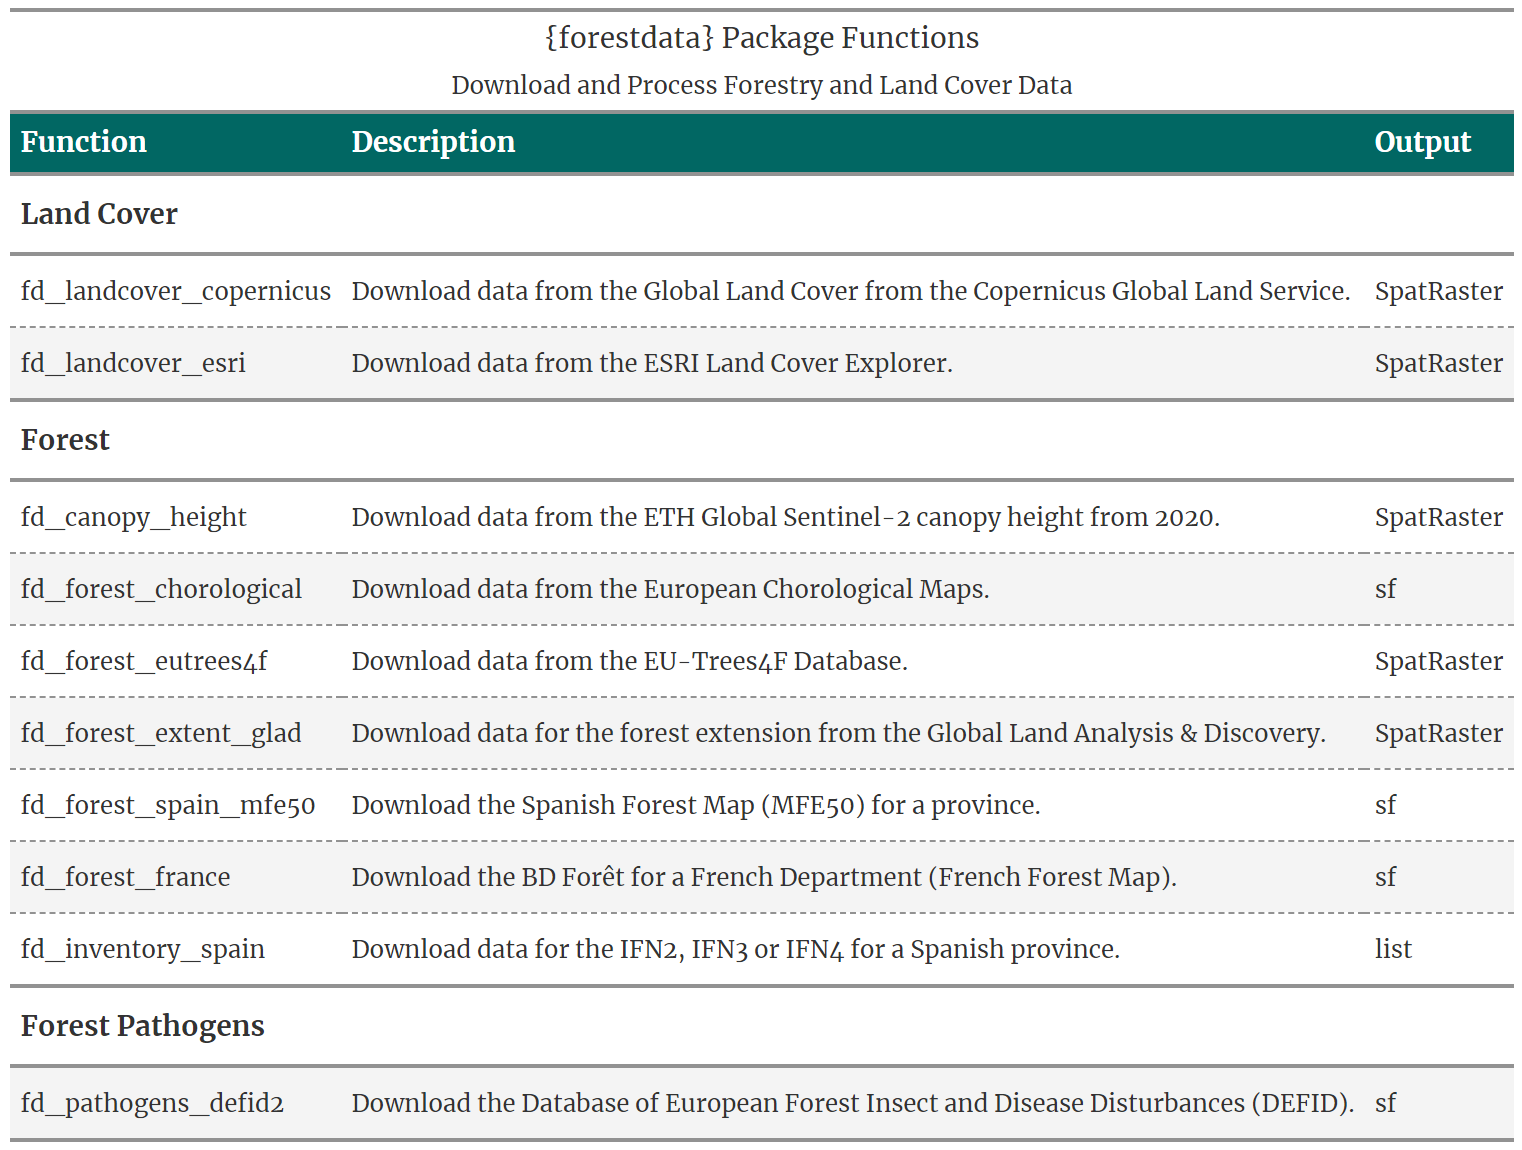 {forestdata} Package Functions
Download and Process Forestry and Land Cover Data
Function Description Output
Land Cover
fd_landcover_copernicus Download data from the Global Land Cover from the Copernicus Global Land Service. SpatRaster
fd_landcover_esri Download data from the ESRI Land Cover Explorer. SpatRaster
Forest
fd_canopy_height Download data from the ETH Global Sentinel-2 canopy height from 2020. SpatRaster
fd_forest_chorological Download data from the European Chorological Maps. sf
fd_forest_eutrees4f Download data from the EU-Trees4F Database. SpatRaster
fd_forest_extent_glad Download data for the forest extension from the Global Land Analysis & Discovery. SpatRaster
fd_forest_spain_mfe50 Download the Spanish Forest Map (MFE50) for a province. sf
fd_forest_france Download the BD Forêt for a French Department (French Forest Map). sf
fd_inventory_spain Download data for the IFN2, IFN3 or IFN4 for a Spanish province. list
Forest Pathogens
fd_pathogens_defid2 Download the Database of European Forest Insect and Disease Disturbances (DEFID). sf